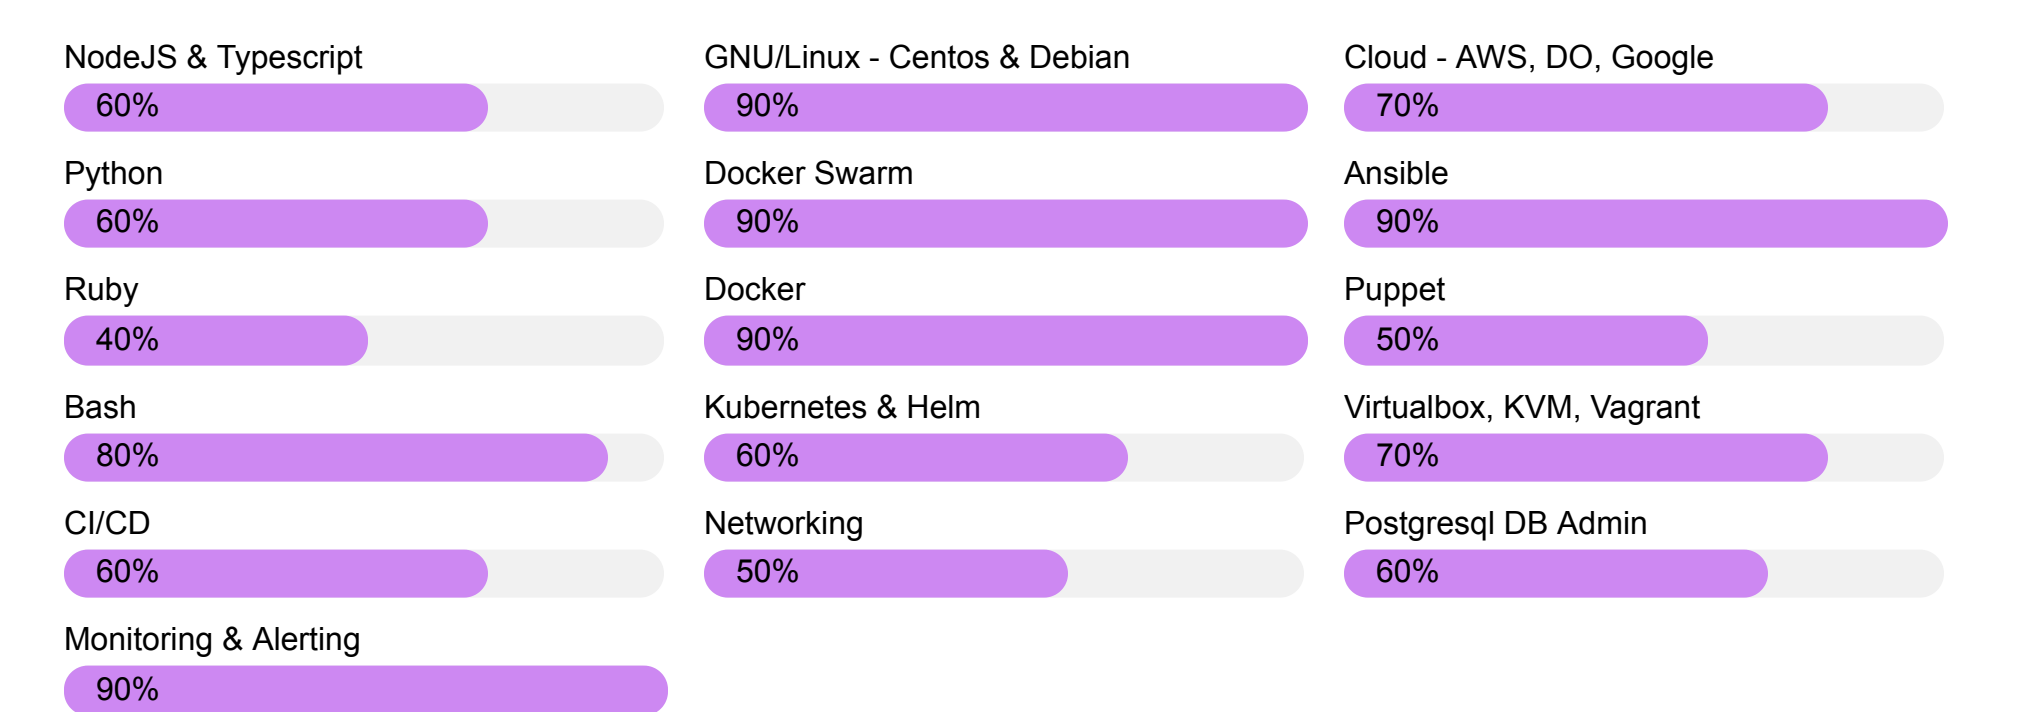 NodeJS & Typescript
60%
Python
60%
Ruby
40%
Bash
80%
CI/CD
60%
Monitoring & Alerting
90%
GNU/Linux - Centos & Debian
90%
Docker Swarm
90%
Docker
90%
Kubernetes & Helm
60%
Networking
50%
Cloud - AWS, DO, Google
70%
Ansible
90%
Puppet
50%
Virtualbox, KVM, Vagrant
70%
Postgresql DB Admin
60%